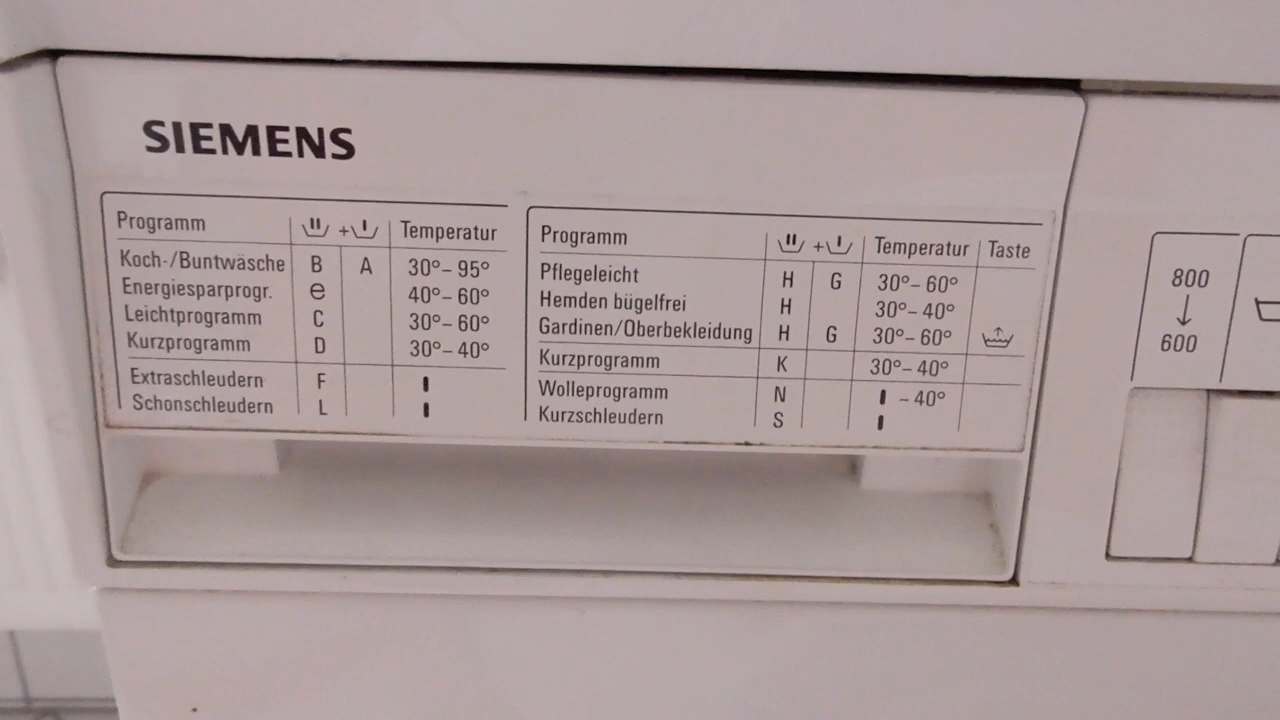 SIEMENS
Programm + Temperatur
Koch-/Buntwäsche B A 30°– 95°
Energiesparprogr. e 40°– 60°
Leichtprogramm C 30°– 60°
Kurzprogramm D 30°– 40°
Extraschleudern F
Schonschleudern L
Programm + Temperatur Taste
Pflegeleicht H G 30°– 60°
Hemden bügelfrei H 30°– 40°
Gardinen/Oberbekleidung H G 30°– 60°
Kurzprogramm K 30°– 40°
Wolleprogramm N – 40°
Kurzschleudern S
800
↓
600